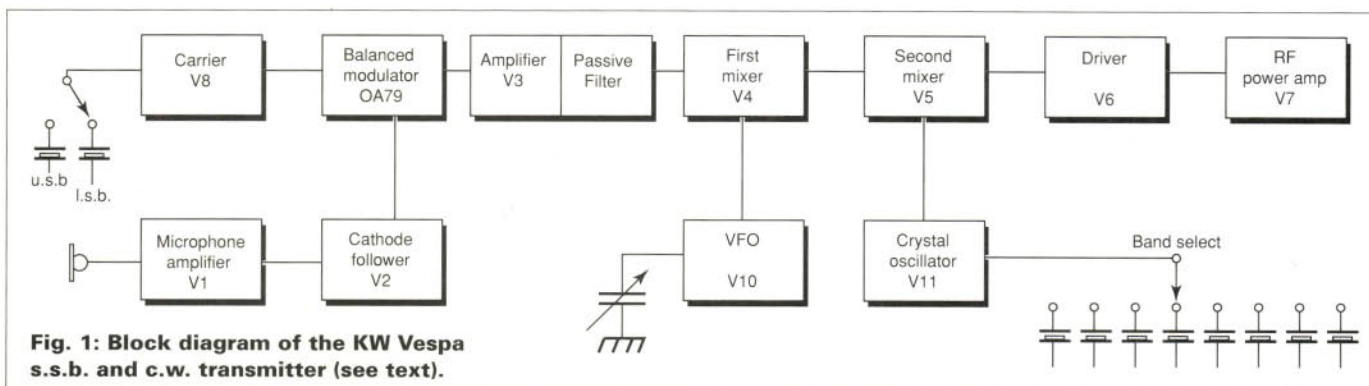 Carrier
V8
Balanced
modulator
OA79
Amplifier
V3
Passive
Filter
First
mixer
V4
Second
mixer
V5
Driver
V6
RF
power amp
V7
u.s.b
l.s.b.
Microphone
amplifier
V1
Cathode
follower
V2
VFO
V10
Crystal
oscillator
V11
Band select
Fig. 1: Block diagram of the KW Vespa
s.s.b. and c.w. transmitter (see text).